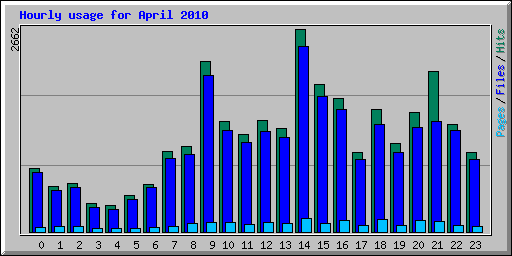 Hourly usage for April 2010
2662
Pages/Files/Hits
0 1 2 3 4 5 6 7 8 9 10 11 12 13 14 15 16 17 18 19 20 21 22 23